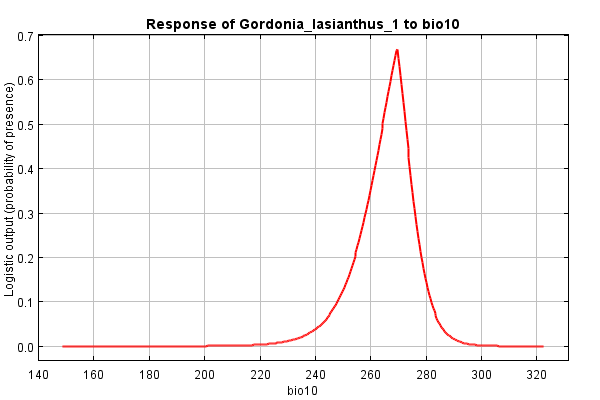 Response of Gordonia_lasianthus_1 to bio10
Logistic output (probability of presence)
0.7
0.6
0.5
0.4
0.3
0.2
0.1
0.0
140 160 180 200 220 240 260 280 300 320
bio10